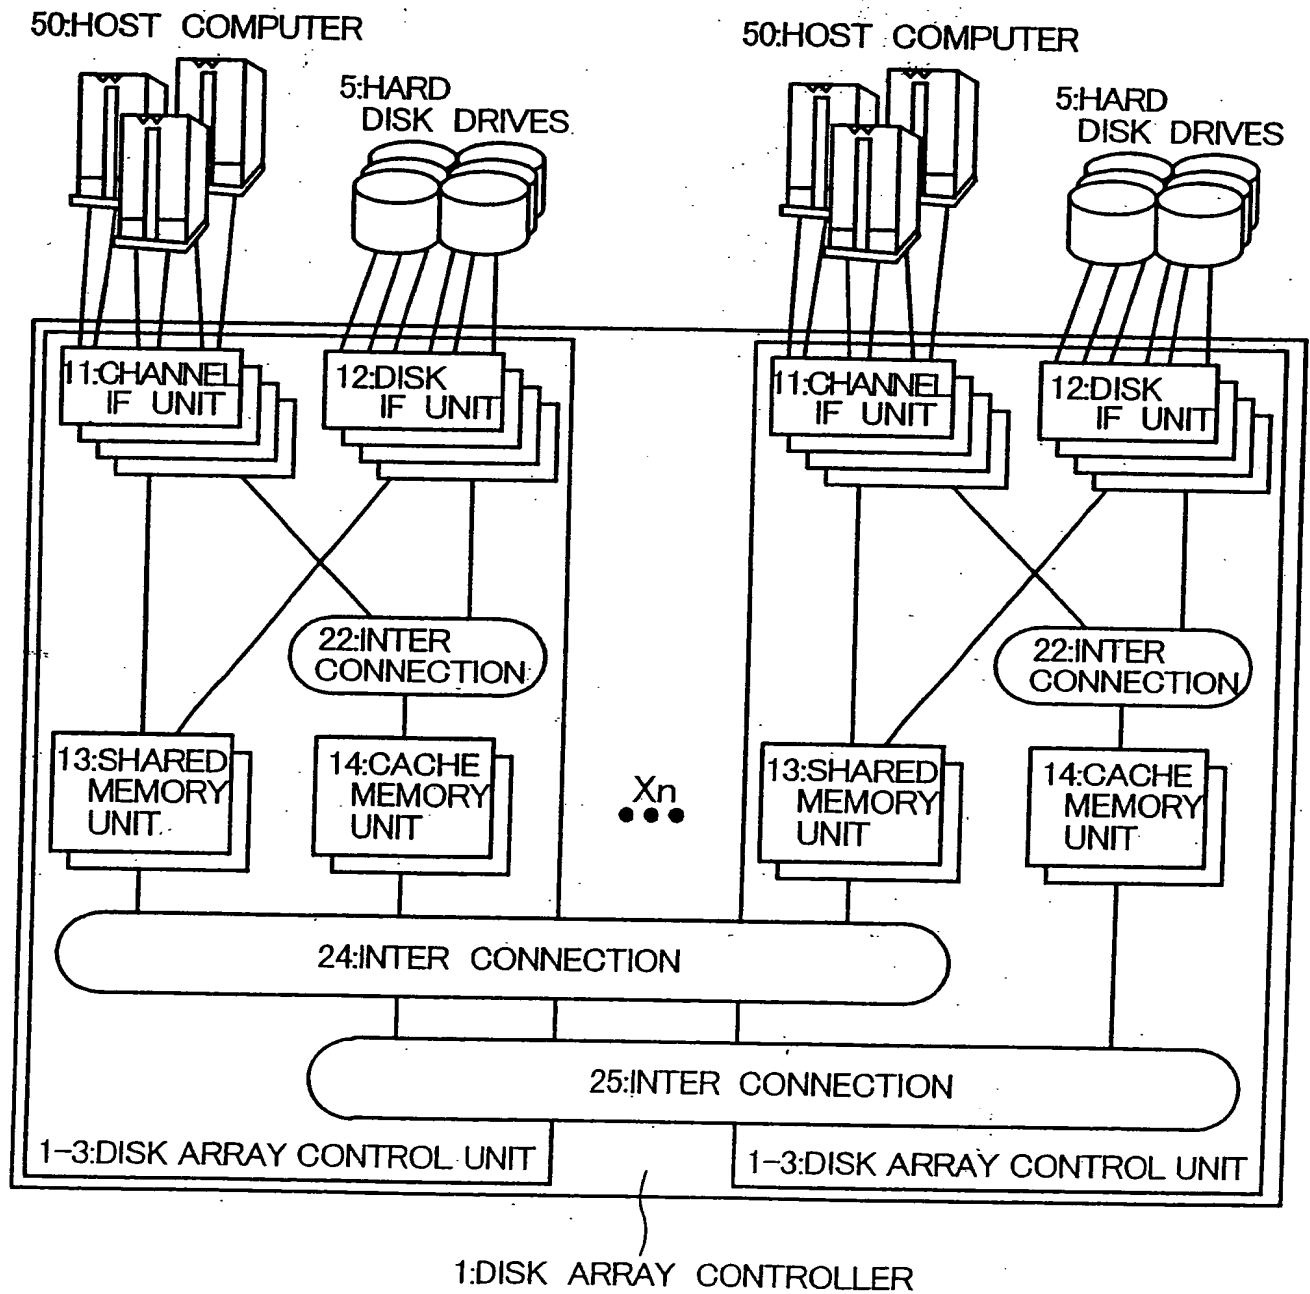 50:HOST COMPUTER
5:HARD
DISK DRIVES
50:HOST COMPUTER
5:HARD
DISK DRIVES
11:CHANNEL
IF UNIT
12:DISK
IF UNIT
11:CHANNEL
IF UNIT
12:DISK
IF UNIT
22:INTER
CONNECTION
22:INTER
CONNECTION
13:SHARED
MEMORY
UNIT
14:CACHE
MEMORY
UNIT
Xn
13:SHARED
MEMORY
UNIT
14:CACHE
MEMORY
UNIT
24:INTER CONNECTION
25:INTER CONNECTION
1-3:DISK ARRAY CONTROL UNIT
1-3:DISK ARRAY CONTROL UNIT
1:DISK ARRAY CONTROLLER